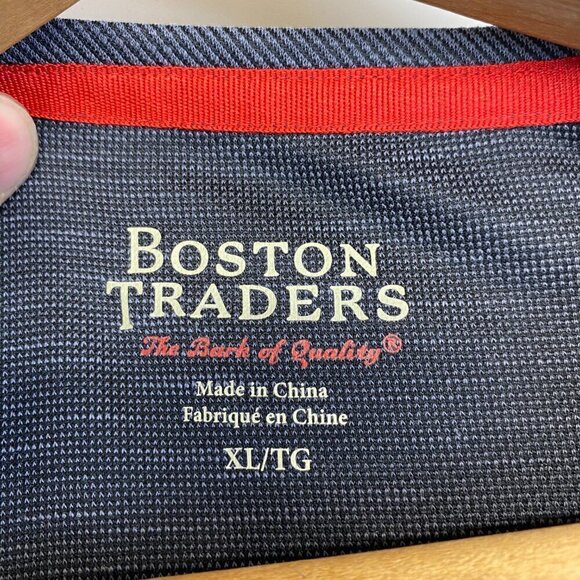 BOSTON
TRADERS
The Bark of Quality®
Made in China
Fabriqué en Chine
XL/TG